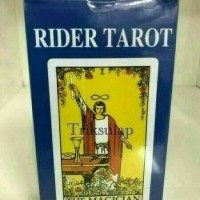 RIDER TAROT
I
Triksulap
THE MAGICIAN